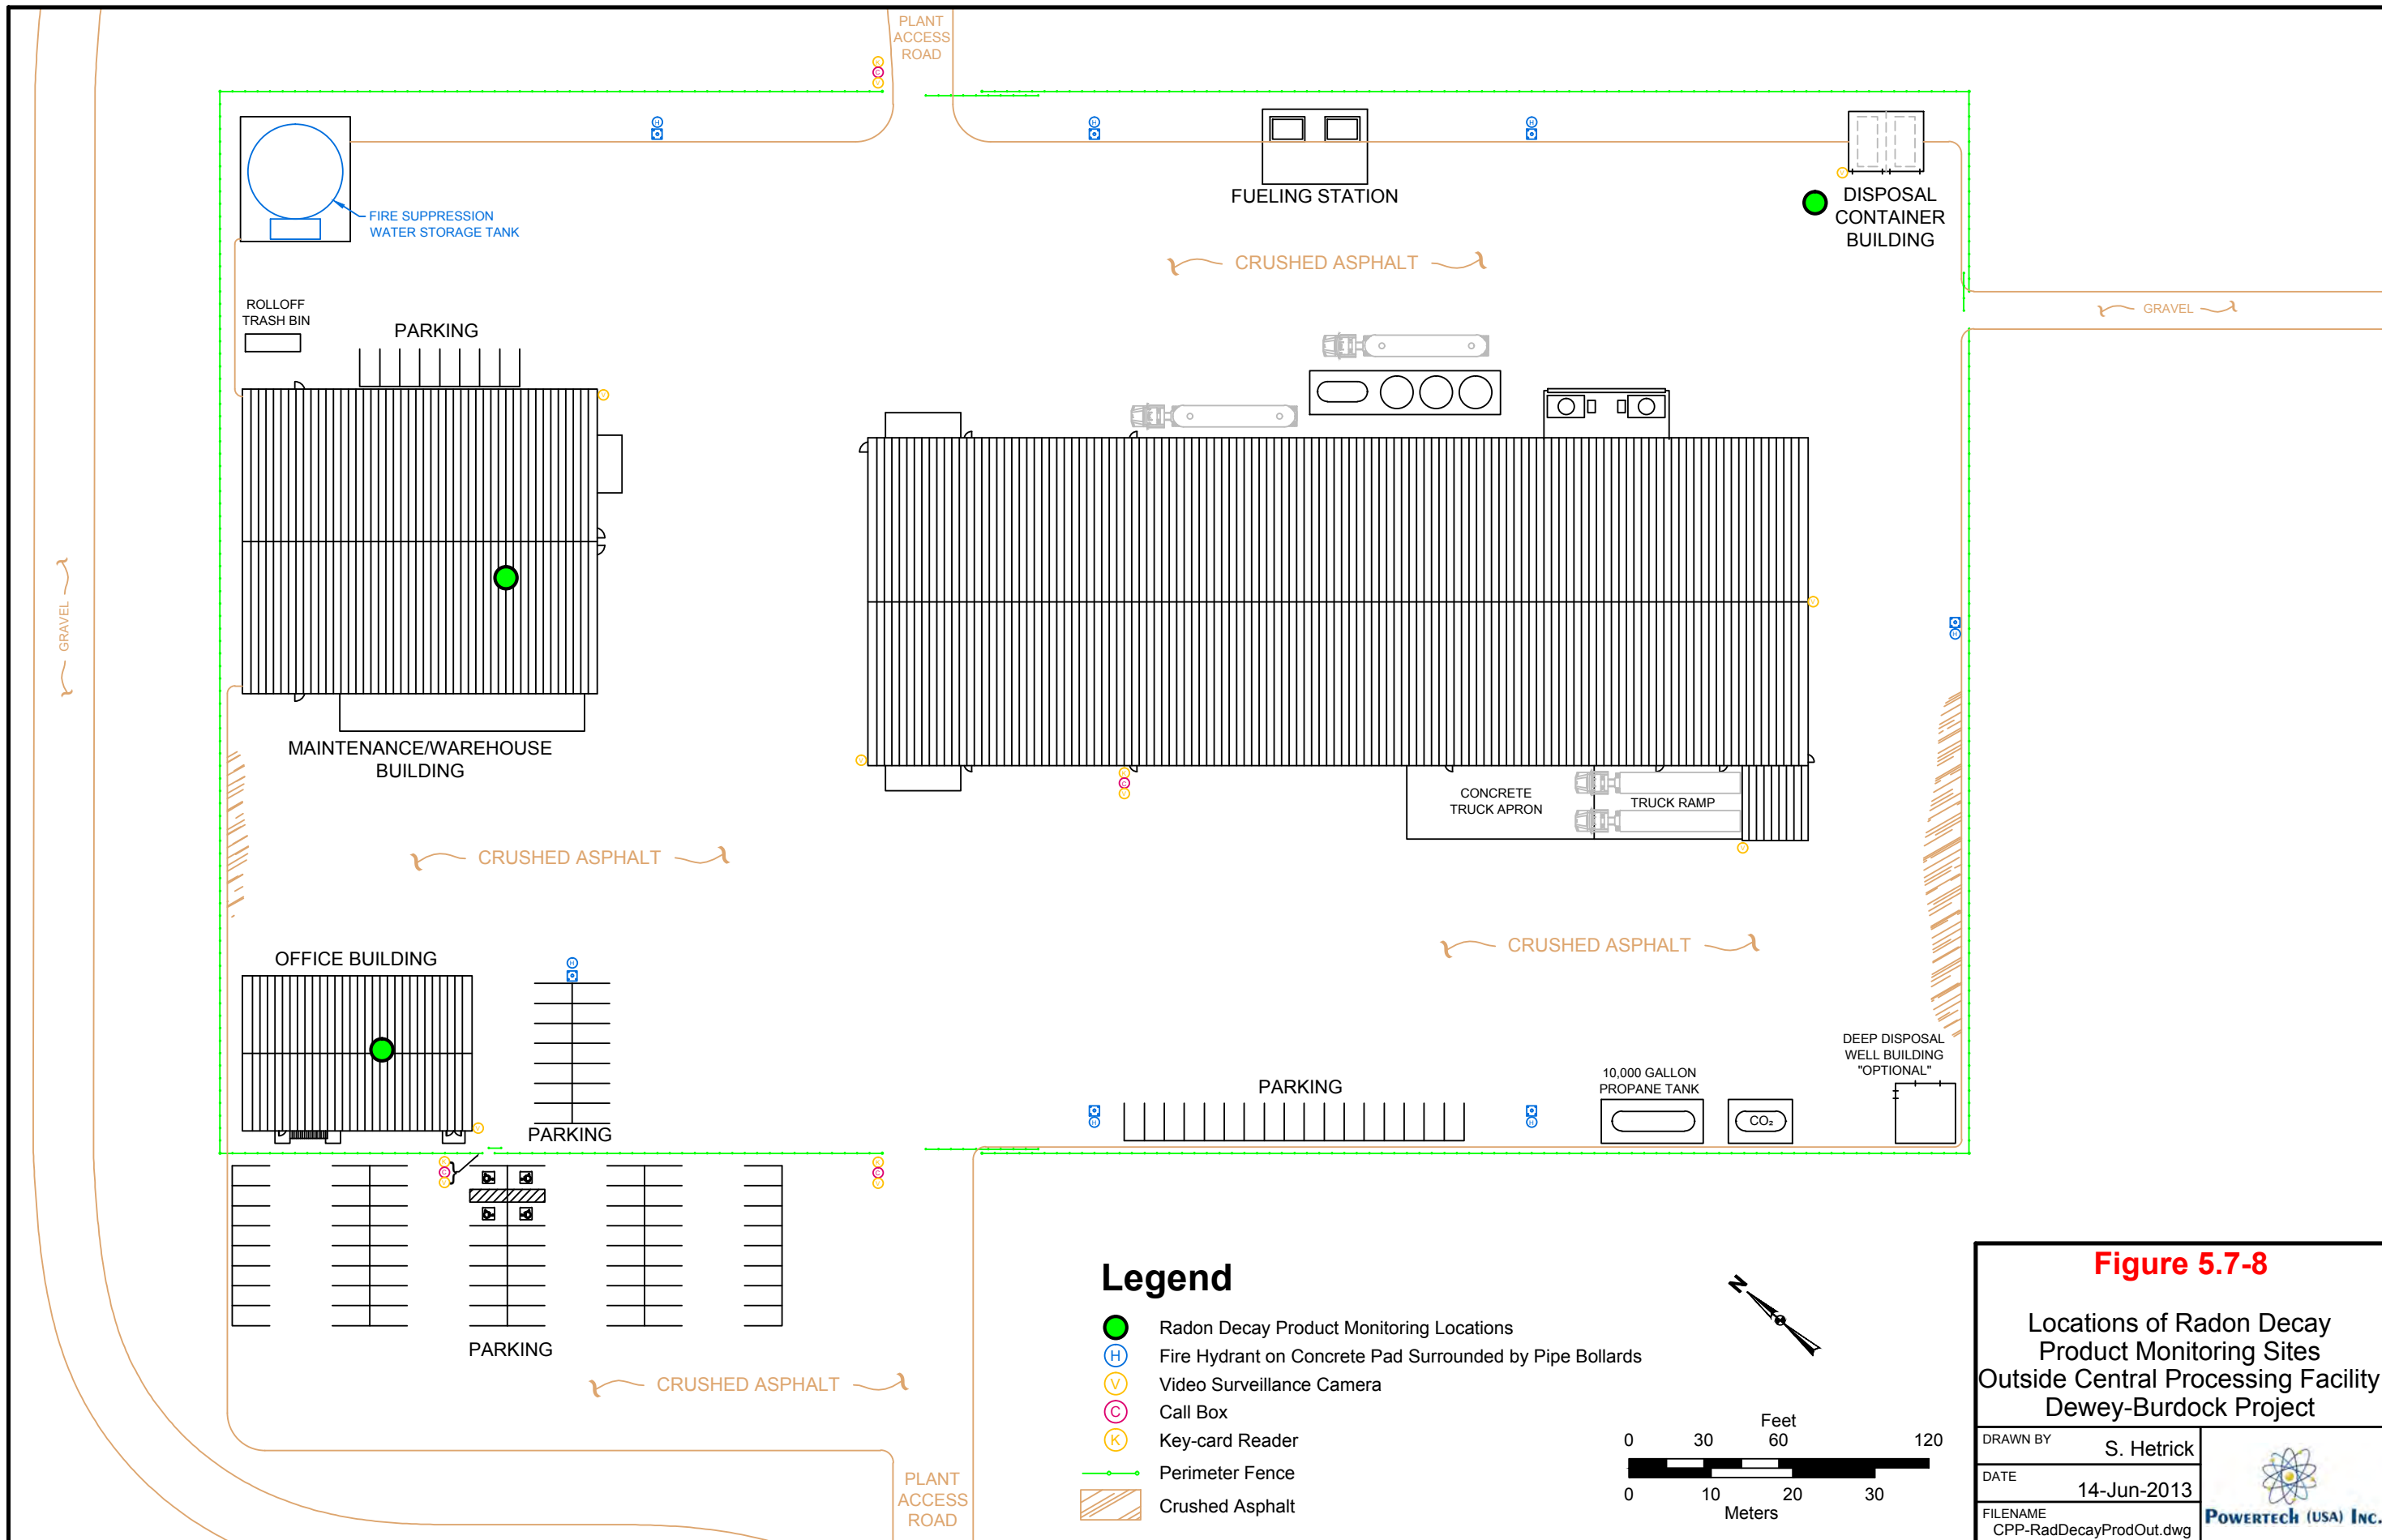 PLANT
ACCESS
ROAD
K
C
V
H
H
H
FUELING STATION
V
DISPOSAL
CONTAINER
BUILDING
FIRE SUPPRESSION
WATER STORAGE TANK
CRUSHED ASPHALT
GRAVEL
ROLLOFF
TRASH BIN
PARKING
V
V
H
GRAVEL
MAINTENANCE/WAREHOUSE
BUILDING
V
K
C
V
CONCRETE
TRUCK APRON
TRUCK RAMP
V
CRUSHED ASPHALT
CRUSHED ASPHALT
OFFICE BUILDING
H
DEEP DISPOSAL
WELL BUILDING
"OPTIONAL"
10,000 GALLON
PROPANE TANK
PARKING
CO₂
H
H
V
PARKING
K
C
V
K
C
V
PARKING
CRUSHED ASPHALT
PLANT
ACCESS
ROAD
Legend
Radon Decay Product Monitoring Locations
H Fire Hydrant on Concrete Pad Surrounded by Pipe Bollards
V Video Surveillance Camera
C Call Box
K Key-card Reader
Perimeter Fence
Crushed Asphalt
N
Feet
0 30 60 120
0 10 20 30
Meters
Figure 5.7-8
Locations of Radon Decay
Product Monitoring Sites
Outside Central Processing Facility
Dewey-Burdock Project
DRAWN BY S. Hetrick
DATE 14-Jun-2013
FILENAME CPP-RadDecayProdOut.dwg
POWERTECH (USA) INC.